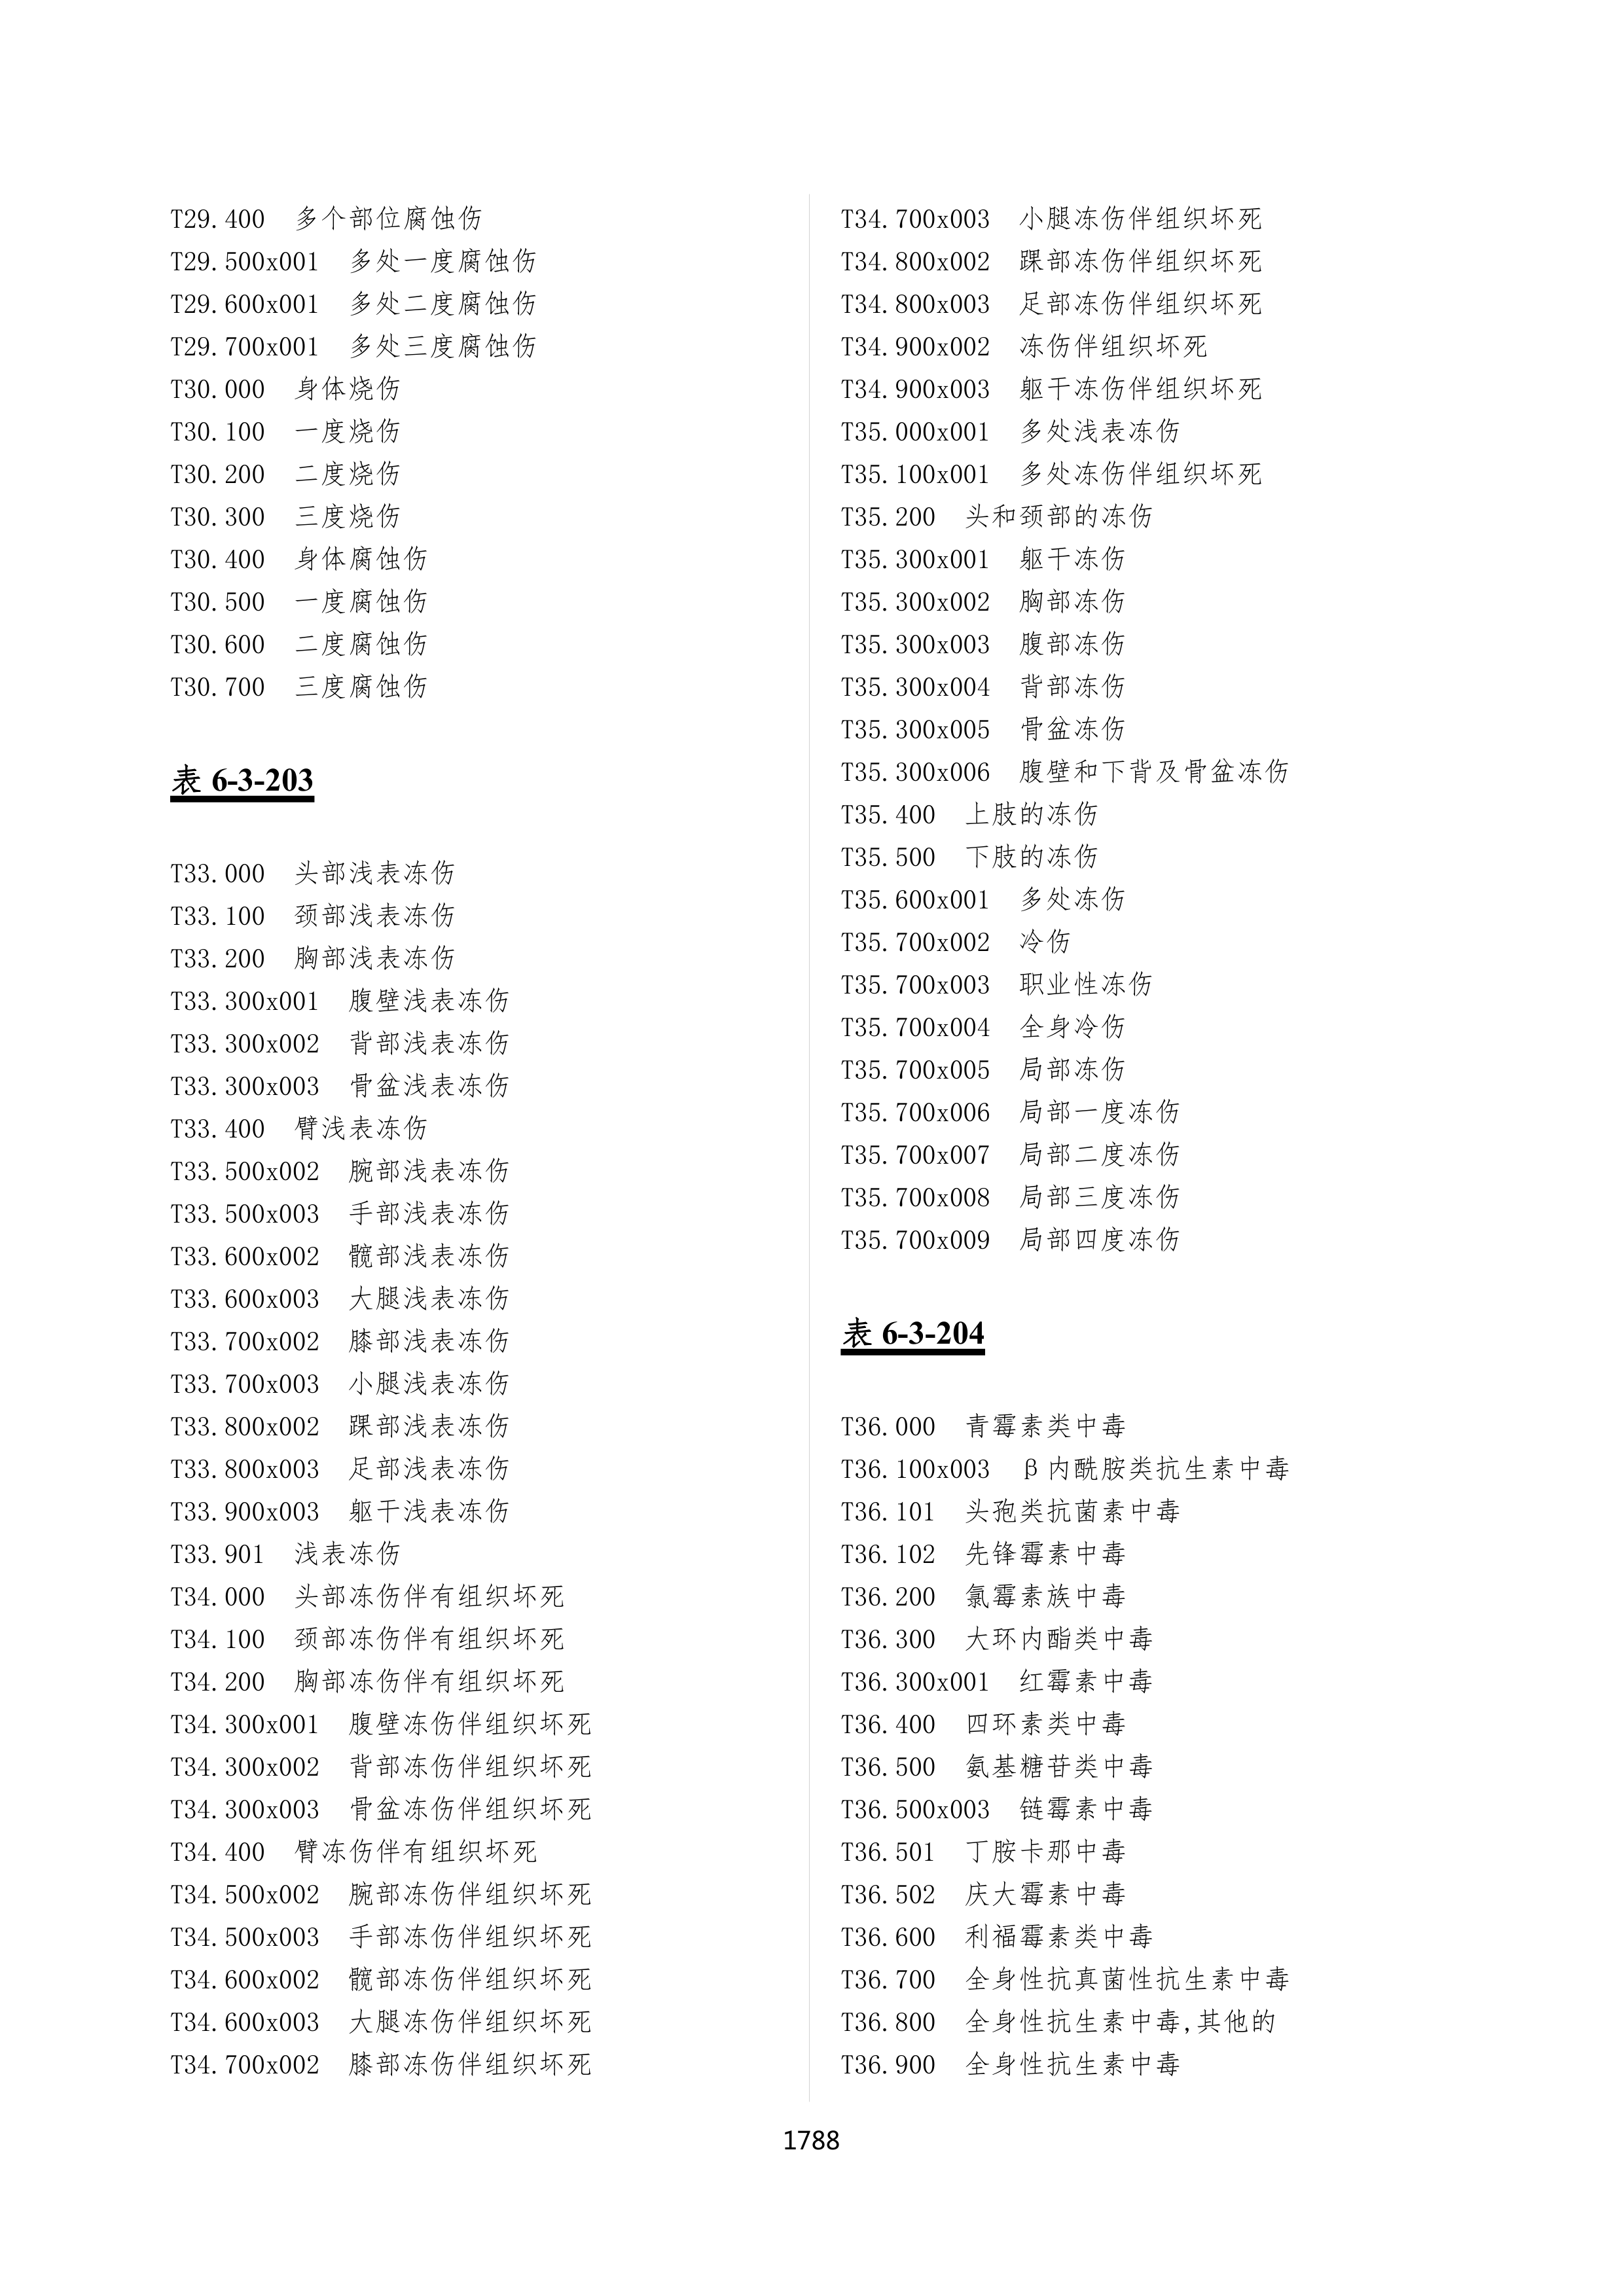 T29.400 多个部位腐蚀伤
T29.500x001 多处一度腐蚀伤
T29.600x001 多处二度腐蚀伤
T29.700x001 多处三度腐蚀伤
T30.000 身体烧伤
T30.100 一度烧伤
T30.200 二度烧伤
T30.300 三度烧伤
T30.400 身体腐蚀伤
T30.500 一度腐蚀伤
T30.600 二度腐蚀伤
T30.700 三度腐蚀伤
表 6-3-203
T33.000 头部浅表冻伤
T33.100 颈部浅表冻伤
T33.200 胸部浅表冻伤
T33.300x001 腹壁浅表冻伤
T33.300x002 背部浅表冻伤
T33.300x003 骨盆浅表冻伤
T33.400 臂浅表冻伤
T33.500x002 腕部浅表冻伤
T33.500x003 手部浅表冻伤
T33.600x002 髋部浅表冻伤
T33.600x003 大腿浅表冻伤
T33.700x002 膝部浅表冻伤
T33.700x003 小腿浅表冻伤
T33.800x002 踝部浅表冻伤
T33.800x003 足部浅表冻伤
T33.900x003 躯干浅表冻伤
T33.901 浅表冻伤
T34.000 头部冻伤伴有组织坏死
T34.100 颈部冻伤伴有组织坏死
T34.200 胸部冻伤伴有组织坏死
T34.300x001 腹壁冻伤伴组织坏死
T34.300x002 背部冻伤伴组织坏死
T34.300x003 骨盆冻伤伴组织坏死
T34.400 臂冻伤伴有组织坏死
T34.500x002 腕部冻伤伴组织坏死
T34.500x003 手部冻伤伴组织坏死
T34.600x002 髋部冻伤伴组织坏死
T34.600x003 大腿冻伤伴组织坏死
T34.700x002 膝部冻伤伴组织坏死
T34.700x003 小腿冻伤伴组织坏死
T34.800x002 踝部冻伤伴组织坏死
T34.800x003 足部冻伤伴组织坏死
T34.900x002 冻伤伴组织坏死
T34.900x003 躯干冻伤伴组织坏死
T35.000x001 多处浅表冻伤
T35.100x001 多处冻伤伴组织坏死
T35.200 头和颈部的冻伤
T35.300x001 躯干冻伤
T35.300x002 胸部冻伤
T35.300x003 腹部冻伤
T35.300x004 背部冻伤
T35.300x005 骨盆冻伤
T35.300x006 腹壁和下背及骨盆冻伤
T35.400 上肢的冻伤
T35.500 下肢的冻伤
T35.600x001 多处冻伤
T35.700x002 冷伤
T35.700x003 职业性冻伤
T35.700x004 全身冷伤
T35.700x005 局部冻伤
T35.700x006 局部一度冻伤
T35.700x007 局部二度冻伤
T35.700x008 局部三度冻伤
T35.700x009 局部四度冻伤
表 6-3-204
T36.000 青霉素类中毒
T36.100x003 β内酰胺类抗生素中毒
T36.101 头孢类抗菌素中毒
T36.102 先锋霉素中毒
T36.200 氯霉素族中毒
T36.300 大环内酯类中毒
T36.300x001 红霉素中毒
T36.400 四环素类中毒
T36.500 氨基糖苷类中毒
T36.500x003 链霉素中毒
T36.501 丁胺卡那中毒
T36.502 庆大霉素中毒
T36.600 利福霉素类中毒
T36.700 全身性抗真菌性抗生素中毒
T36.800 全身性抗生素中毒,其他的
T36.900 全身性抗生素中毒
1788